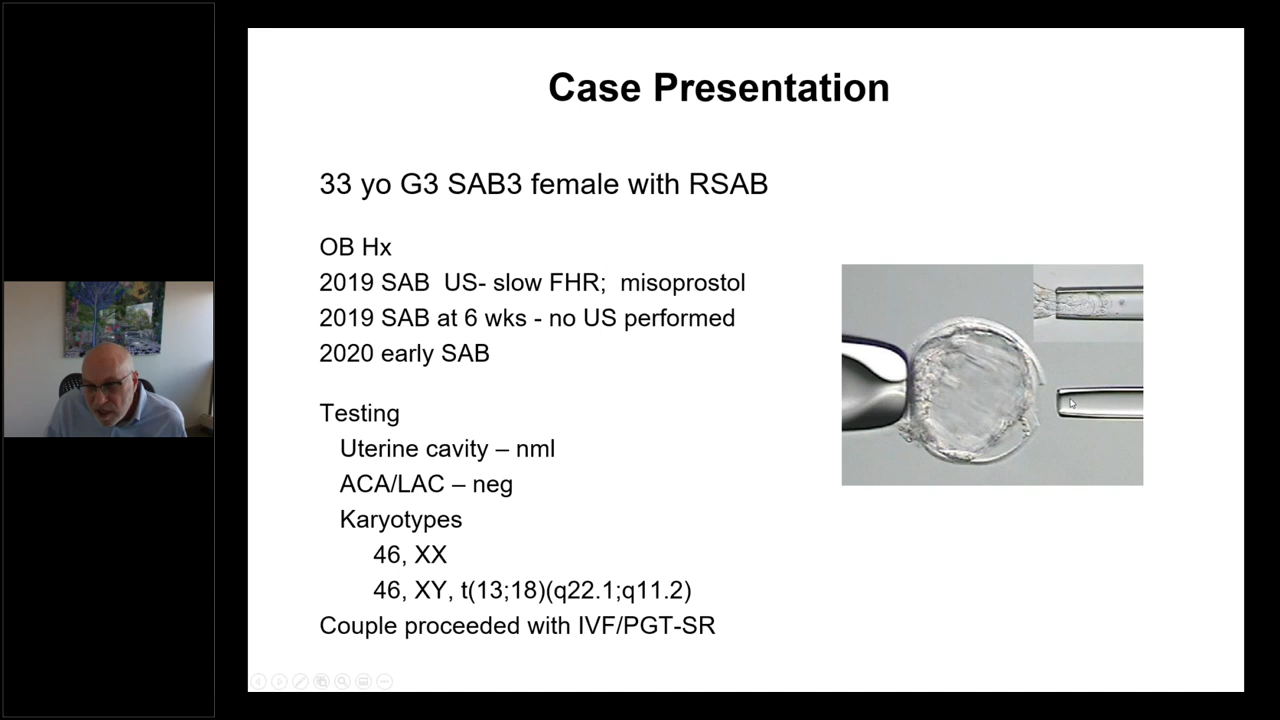 Case Presentation
33 yo G3 SAB3 female with RSAB
OB Hx
2019 SAB  US- slow FHR;  misoprostol
2019 SAB at 6 wks - no US performed
2020 early SAB
Testing
Uterine cavity – nml
ACA/LAC – neg
Karyotypes
46, XX
46, XY, t(13;18)(q22.1;q11.2)
Couple proceeded with IVF/PGT-SR